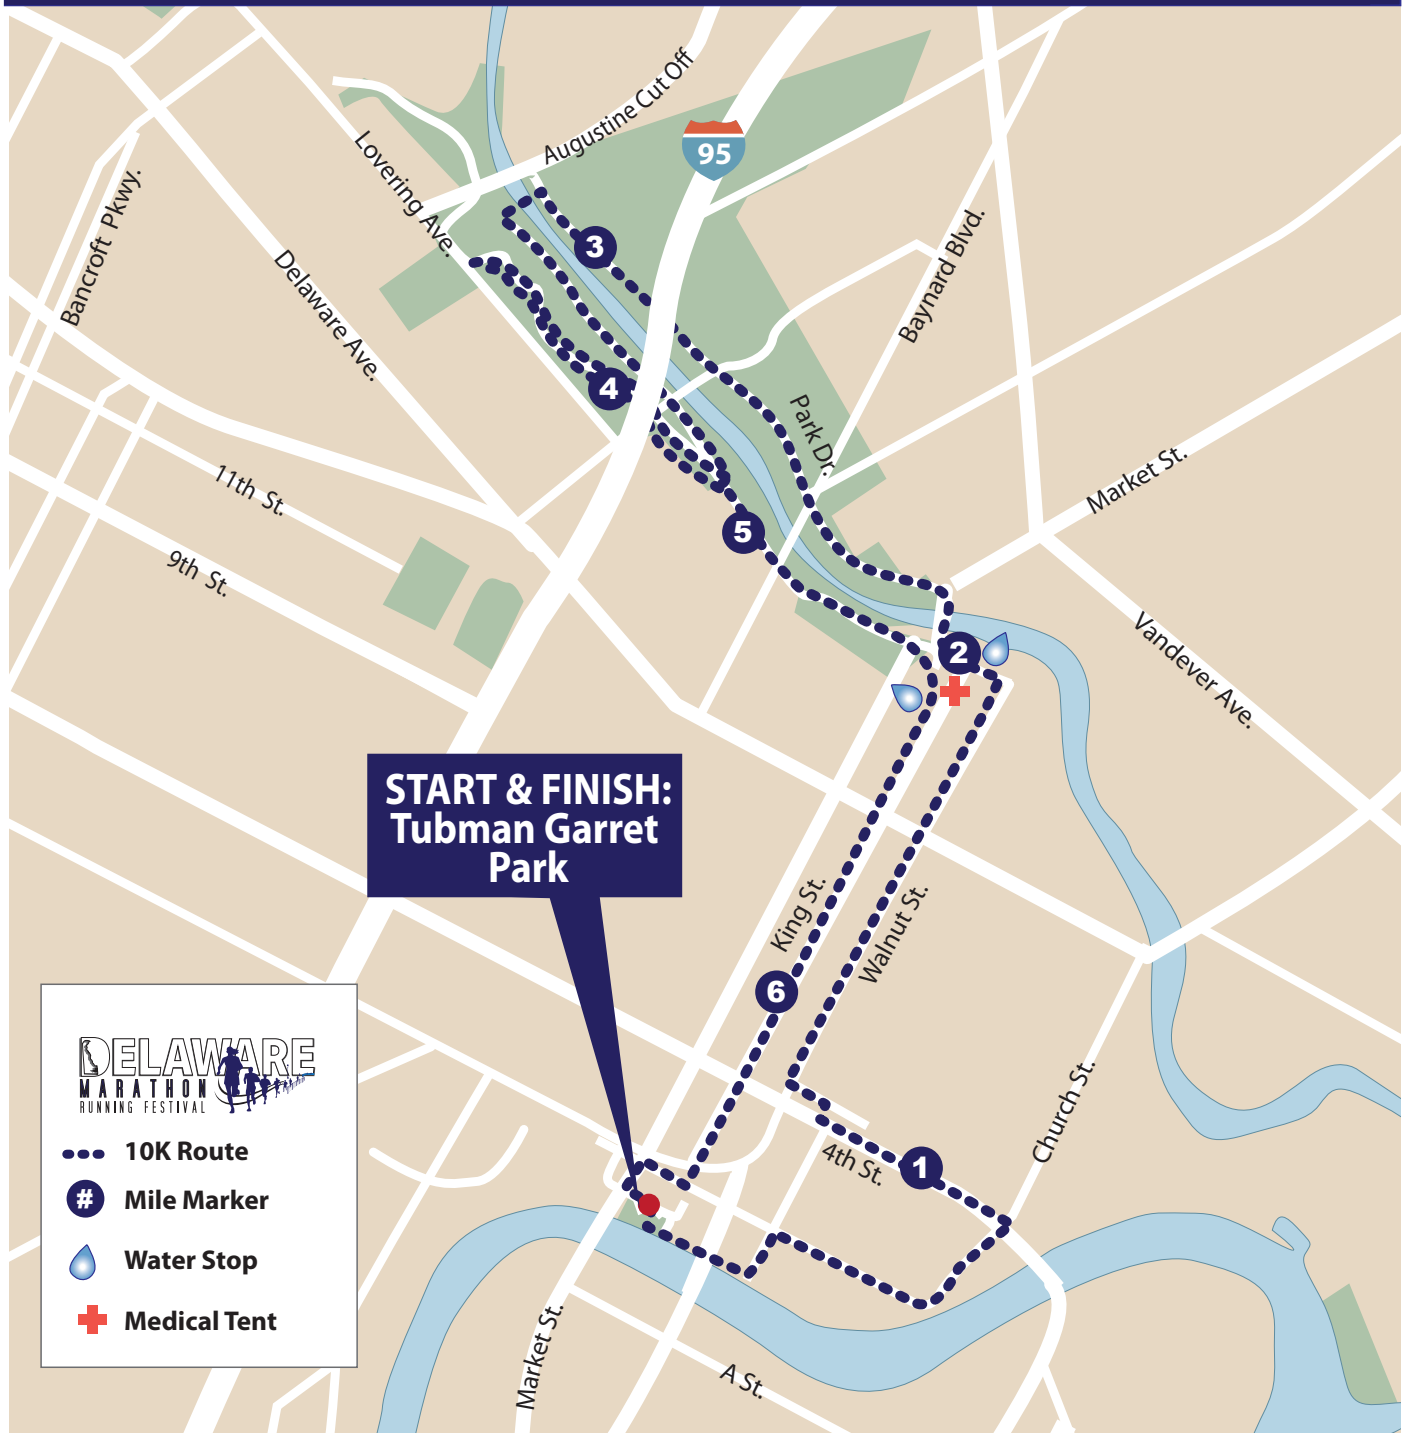 Augustine Cut Off
95
Lovering Ave.
Bancroft Pkwy.
Delaware Ave.
3
Baynard Blvd.
4
Park Dr.
Market St.
11th St.
5
9th St.
Vandever Ave.
2
START & FINISH:
Tubman Garret
Park
King St.
Walnut St.
6
4th St.
1
Church St.
Market St.
A St.
DELAWARE
MARATHON
RUNNING FESTIVAL
10K Route
# Mile Marker
Water Stop
Medical Tent